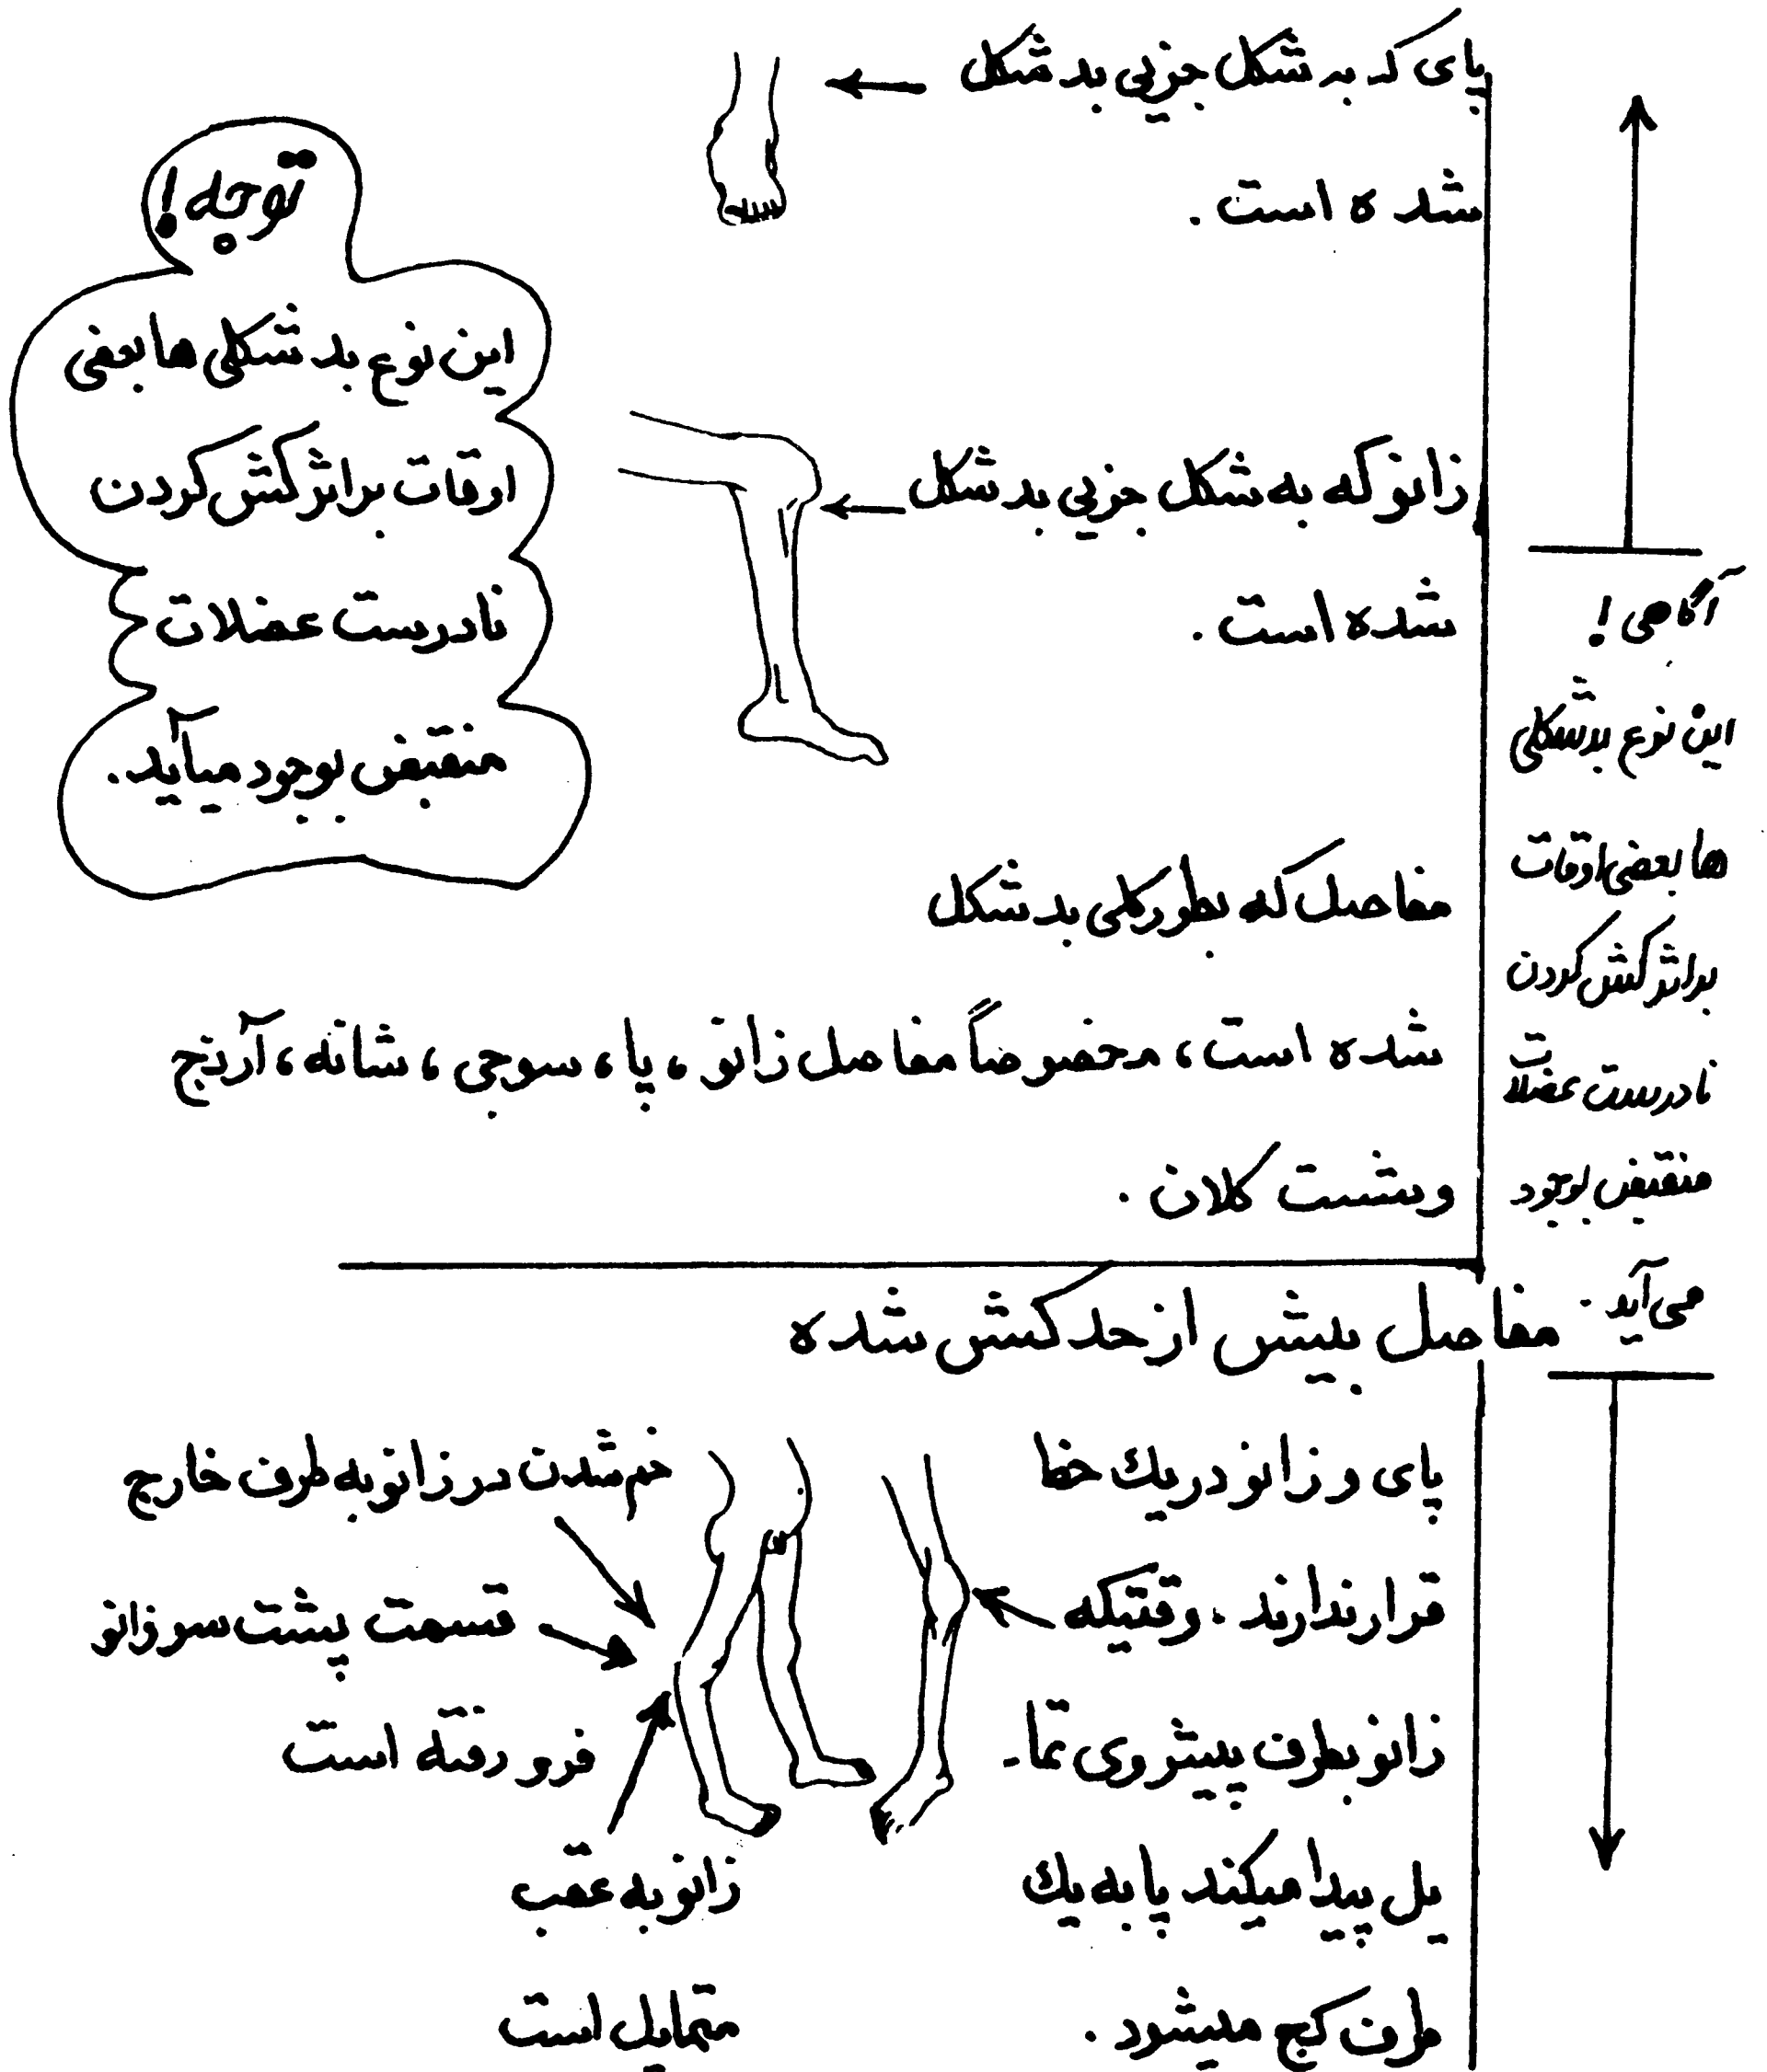 پای که به شکل جزیی بد شکل
شده است .
زانو که به شکل جزیی بد شکل
شده است .
مفاصل که بطورکلی بد شکل
شده است ، مخصوصاً مفاصل زانو ، پا ، سوجی ، شانه ، آرنج
و شست کلان .
توجه !
این نوع بد شکلی ها بعضی
اوقات براثر کش کردن
نادرست عضلات
منقبض بوجود میآید .
آگاهی !
این نوع بدشکلی
ها بعضی اوقات
براثر کش کردن
نادرست عضلات
منقبض بوجود
می آید .
مفاصل بیش از حد کش شده
پای و زانو در یک خط
قرار ندارند . وقتیکه
زانو بطرف پیشروی تما ـ
یل پیدا میکند پا به یک
طرف کج میشود .
خم شدن در زانو به طرف خارج
قسمت پشت سر زانو
فرو رفته است
زانو به عقب
متمایل است